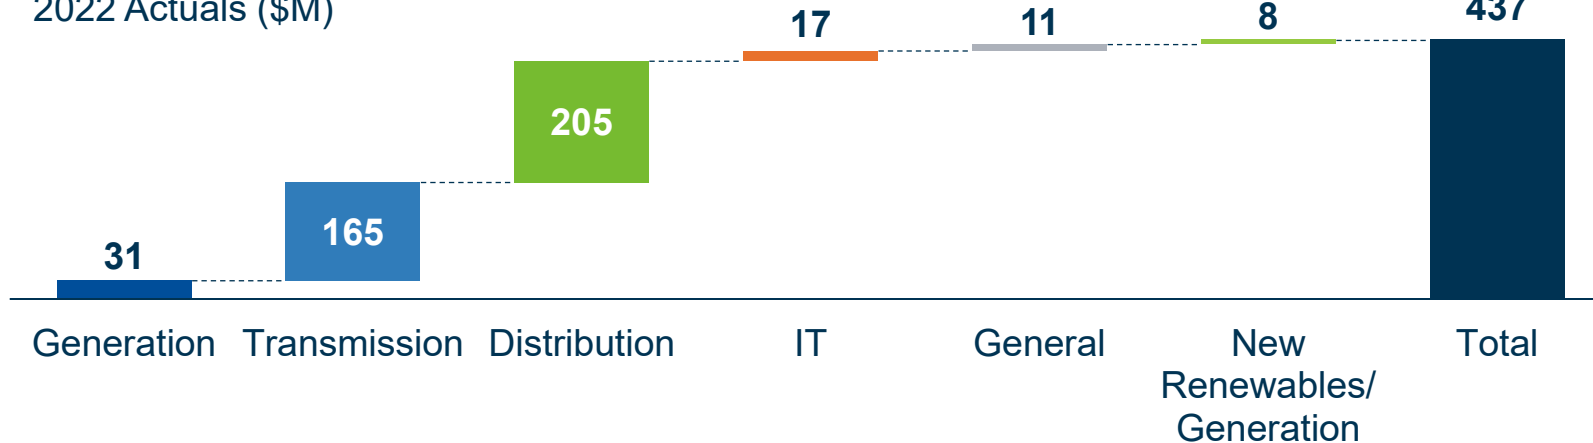 2022 Actuals ($M)
31
165
205
17
11
8
437
Generation
Transmission
Distribution
IT
General
New
Renewables/
Generation
Total